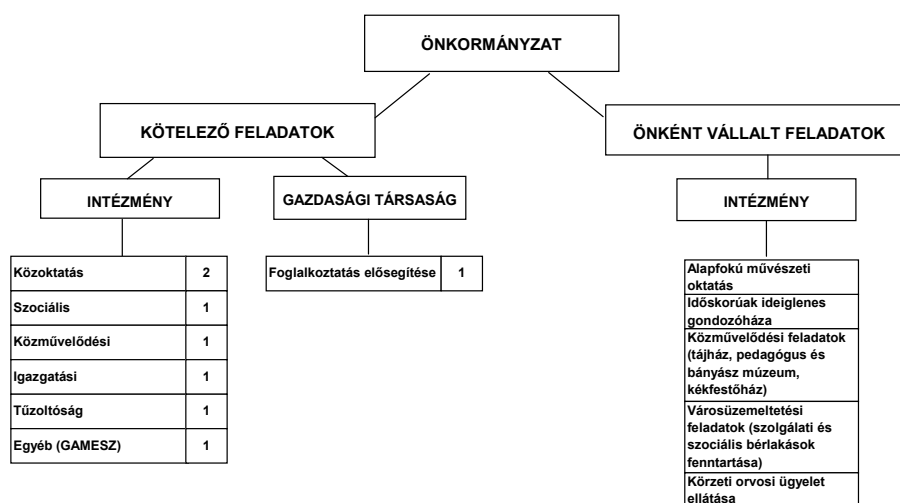 ÖNKORMÁNYZAT
KÖTELEZŐ FELADATOK
ÖNKÉNT VÁLLALT FELADATOK
INTÉZMÉNY
GAZDASÁGI TÁRSASÁG
INTÉZMÉNY
Közoktatás 2
Szociális 1
Közművelődési 1
Igazgatási 1
Tűzoltóság 1
Egyéb (GAMESZ) 1
Foglalkoztatás elősegítése 1
Alapfokú művészeti
oktatás
Időskorúak ideiglenes
gondozóháza
Közművelődési feladatok
(tájház, pedagógus és
bányász múzeum,
kékfestőház)
Városüzemeltetési
feladatok (szolgálati és
szociális bérlakások
fenntartása)
Körzeti orvosi ügyelet
ellátása